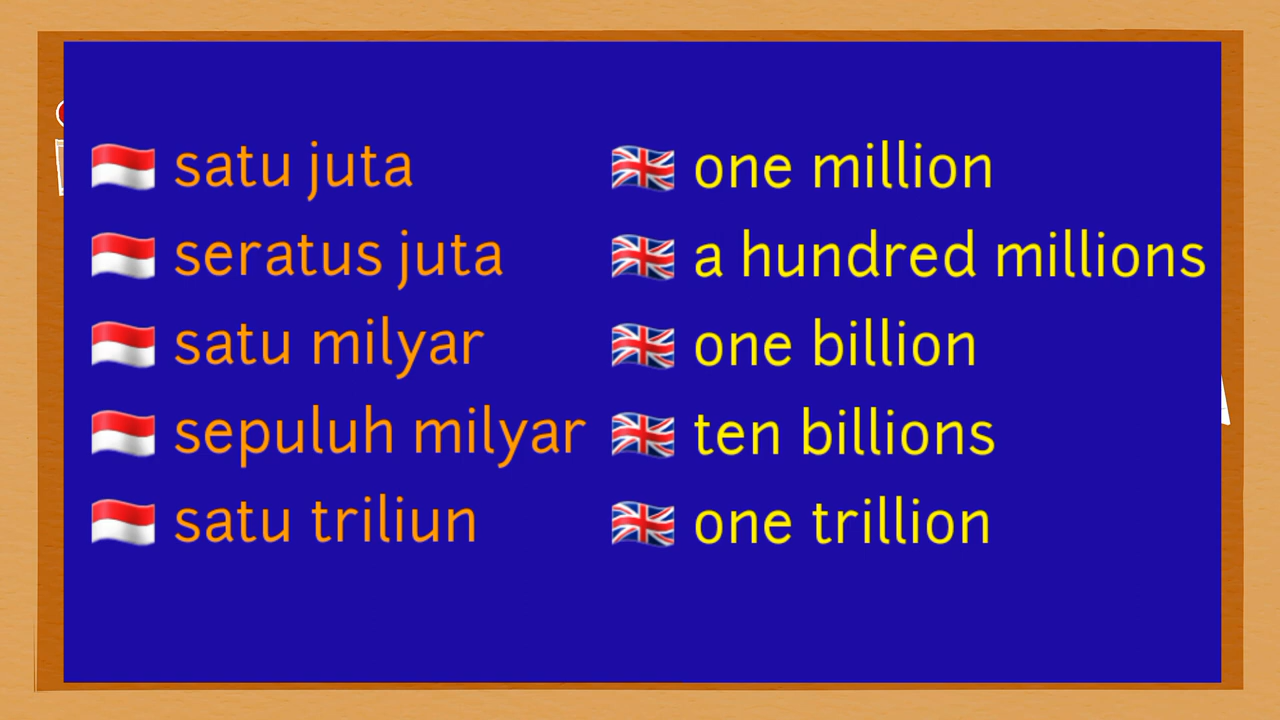 satu juta one million
seratus juta a hundred millions
satu milyar one billion
sepuluh milyar ten billions
satu triliun one trillion